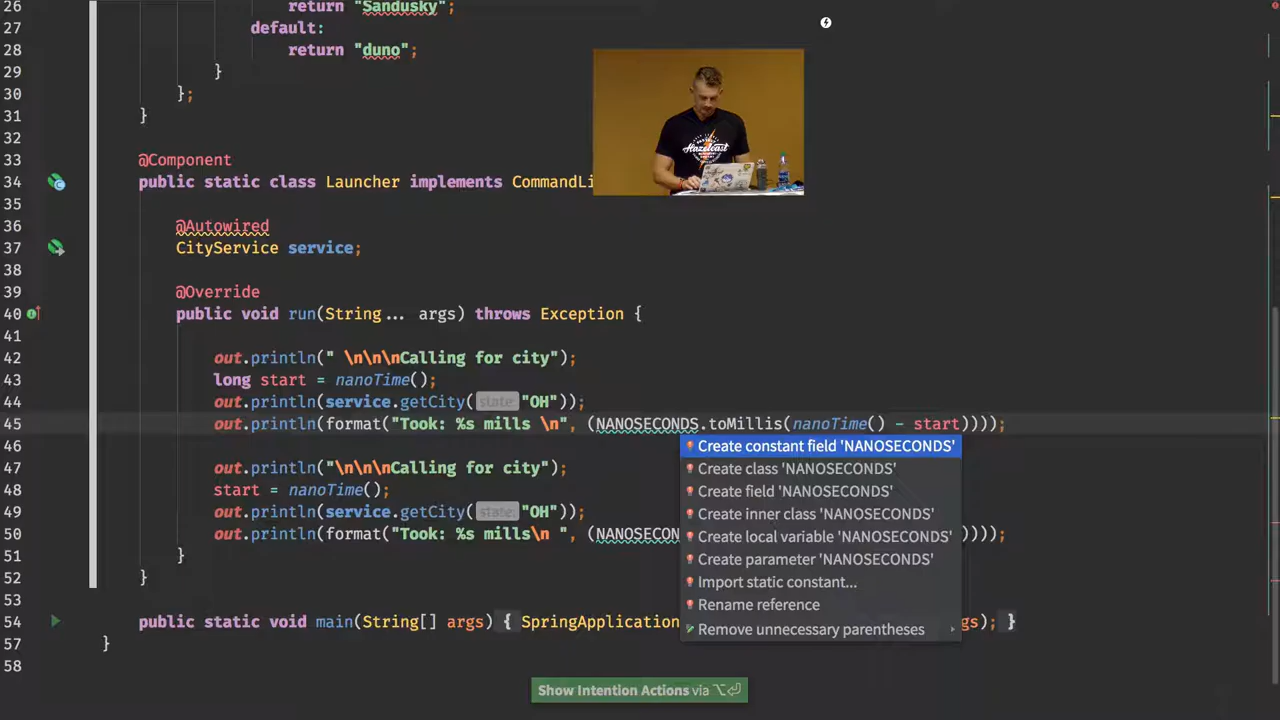 26 return "Sandusky";
27 default:
28 return "duno";
29 }
30 };
31 }
32
33 @Component
34 public static class Launcher implements CommandLi
35
36 @Autowired
37 CityService service;
38
39 @Override
40 public void run(String... args) throws Exception {
41
42 out.println(" \n\n\nCalling for city");
43 long start = nanoTime();
44 out.println(service.getCity( state: "OH"));
45 out.println(format("Took: %s mills \n", (NANOSECONDS.toMillis(nanoTime() - start))));
46
47 out.println("\n\n\nCalling for city");
48 start = nanoTime();
49 out.println(service.getCity( state: "OH"));
50 out.println(format("Took: %s mills\n ", (NANOSECON ))));
51 }
52 }
53
54 public static void main(String[] args) { SpringApplication gs); }
57 }
58
Hazelcast
Create constant field 'NANOSECONDS'
Create class 'NANOSECONDS'
Create field 'NANOSECONDS'
Create inner class 'NANOSECONDS'
Create local variable 'NANOSECONDS'
Create parameter 'NANOSECONDS'
Import static constant...
Rename reference
Remove unnecessary parentheses
Show Intention Actions via ⌥⏎